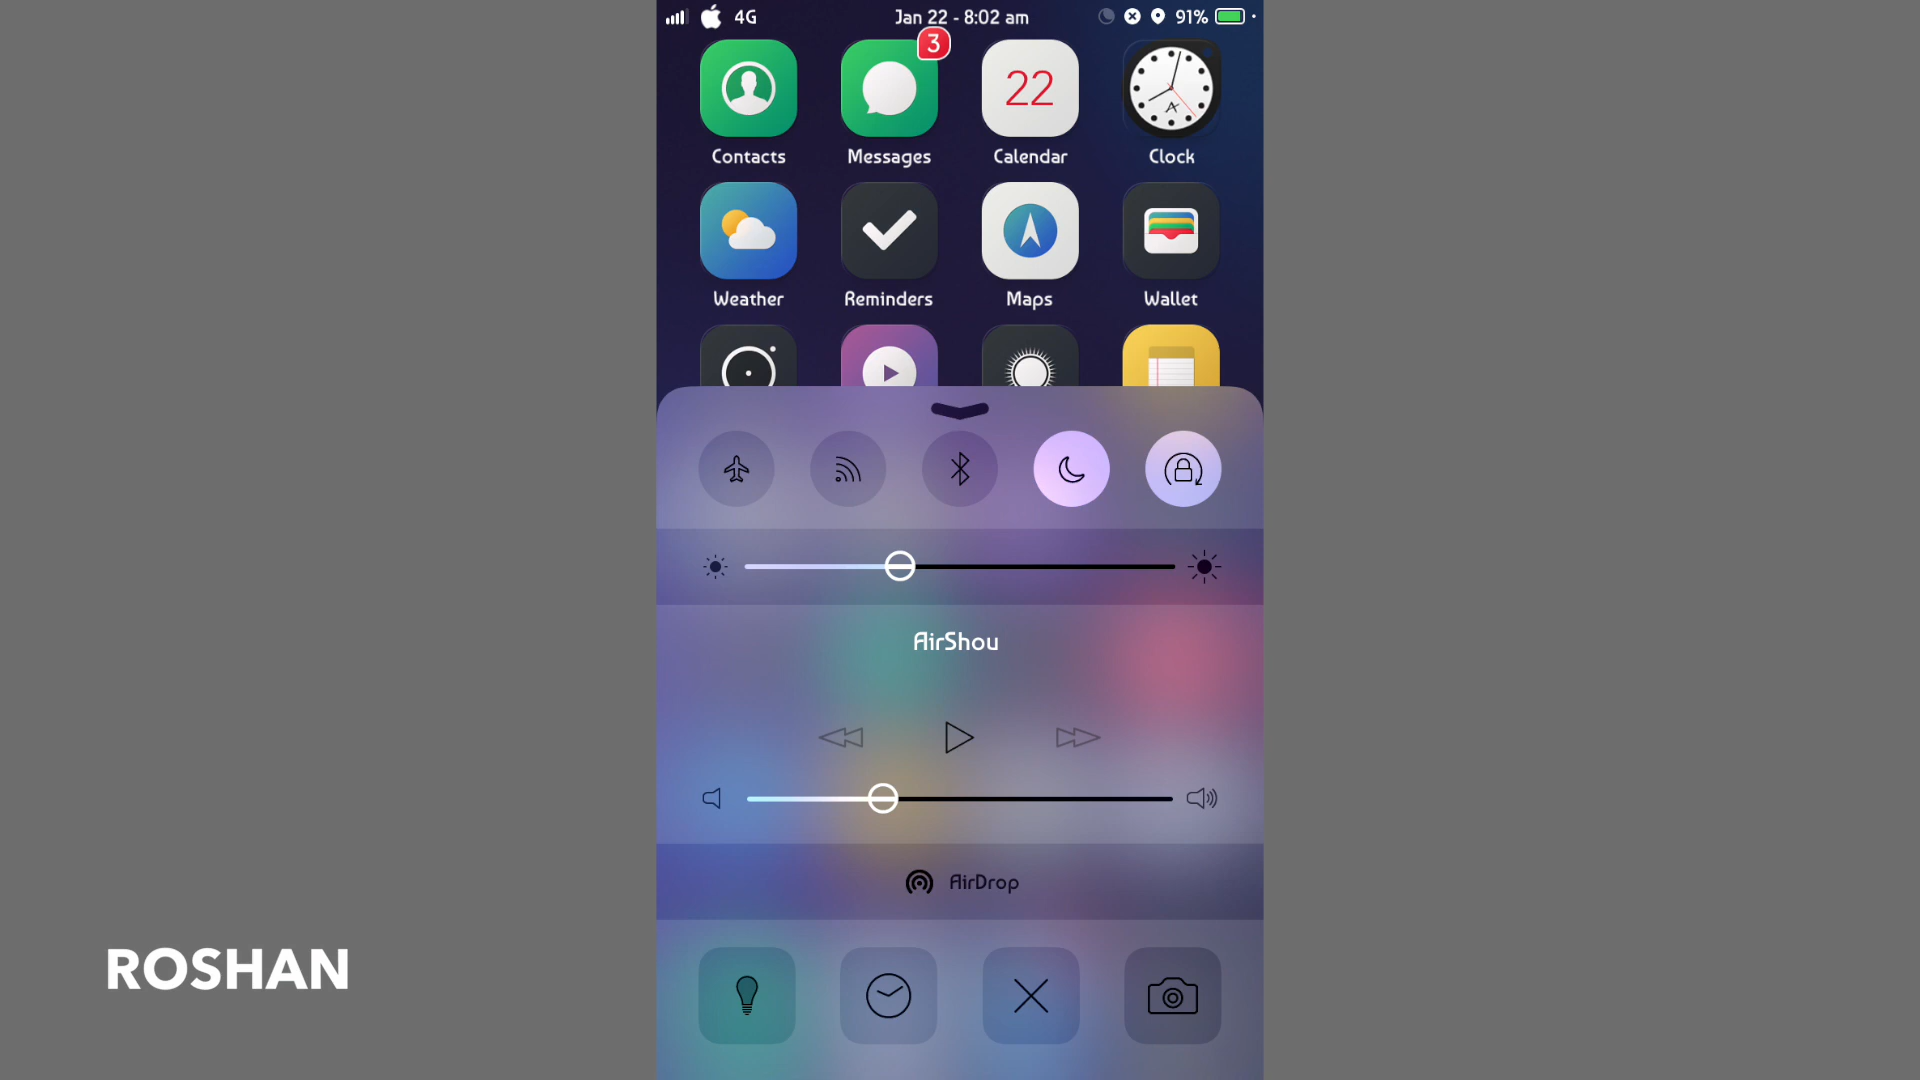 4G Jan 22 - 8:02 am 91%
3
22
Contacts Messages Calendar Clock
Weather Reminders Maps Wallet
AirShou
AirDrop
ROSHAN